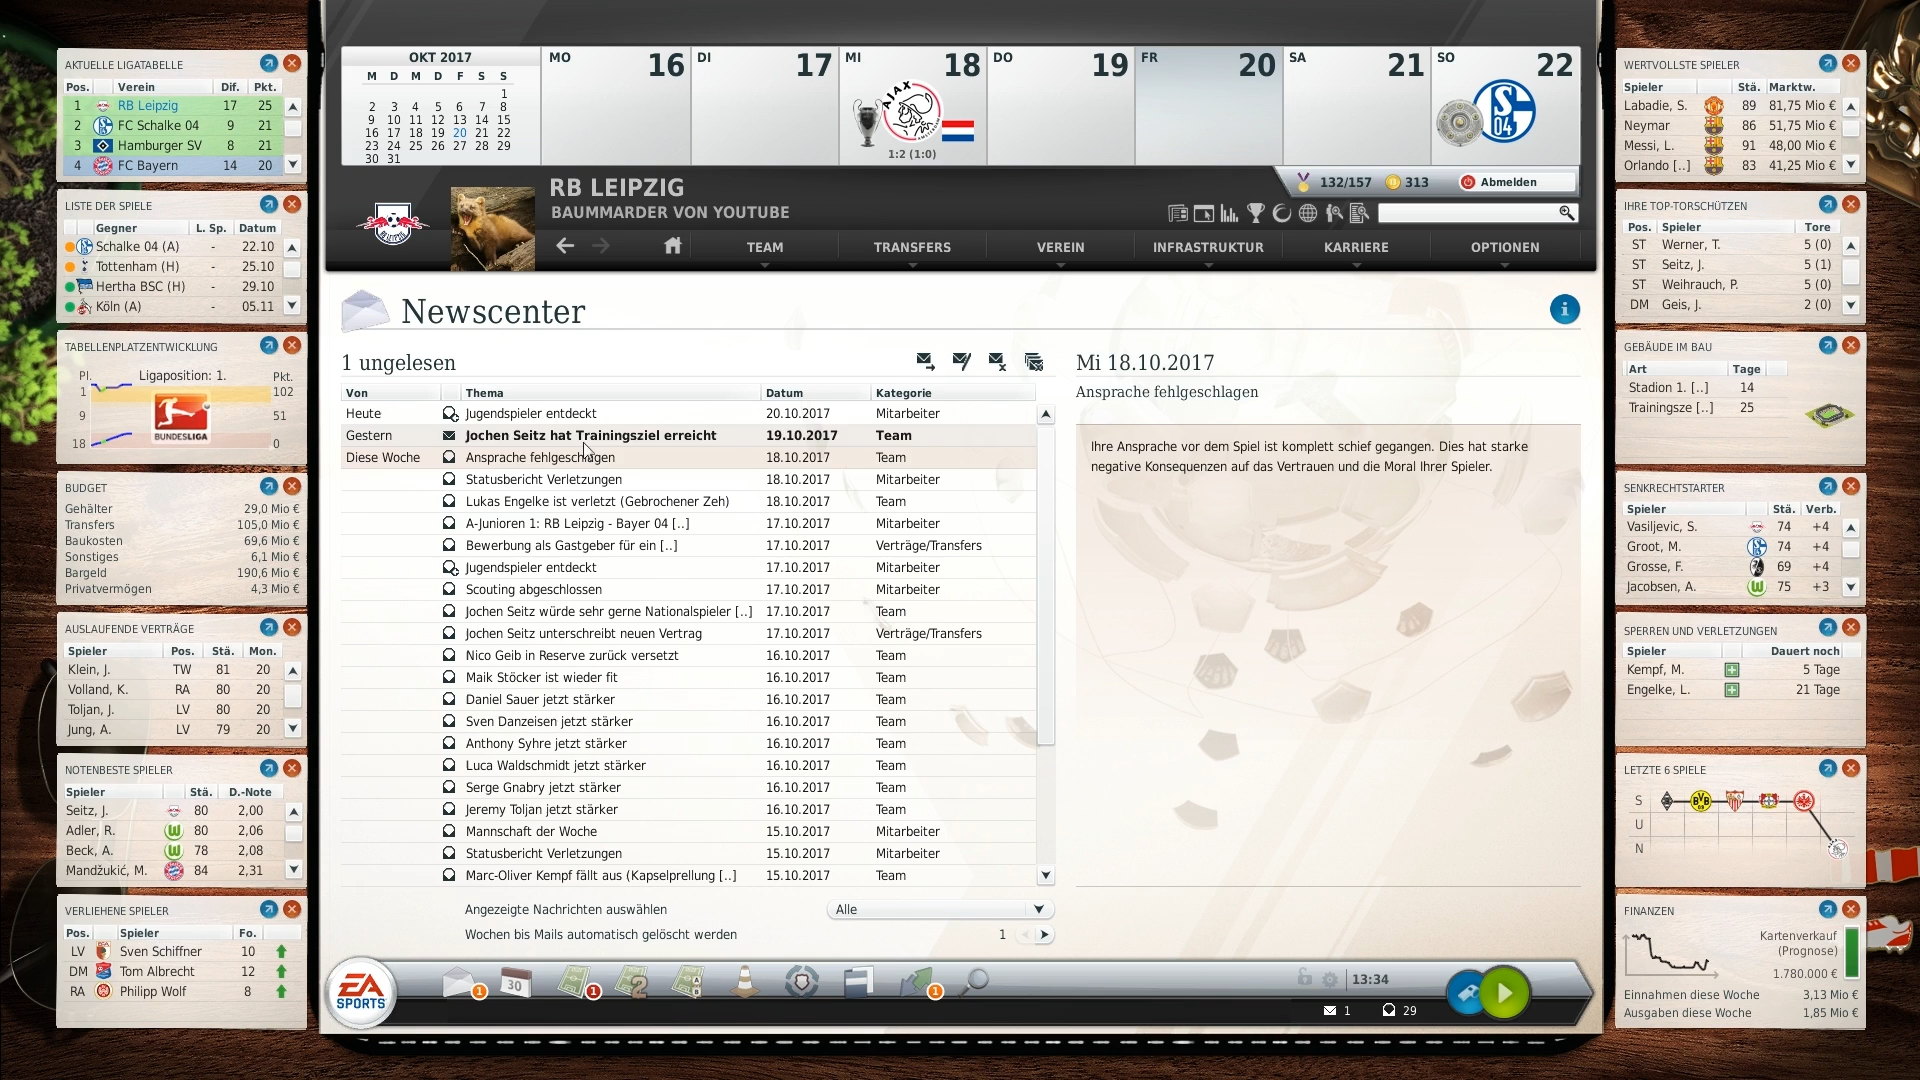 AKTUELLE LIGATABELLE
Pos. Verein Dif. Pkt.
1 RB Leipzig 17 25
2 FC Schalke 04 9 21
3 Hamburger SV 8 21
4 FC Bayern 14 20
LISTE DER SPIELE
Gegner L. Sp. Datum
Schalke 04 (A) - 22.10
Tottenham (H) - 25.10
Hertha BSC (H) - 29.10
Köln (A) - 05.11
TABELLENPLATZENTWICKLUNG
Pl. Ligaposition: 1. Pkt.
1 102
9 51
18 0
BUNDESLIGA
BUDGET
Gehälter 29,0 Mio €
Transfers 105,0 Mio €
Baukosten 69,6 Mio €
Sonstiges 6,1 Mio €
Bargeld 190,6 Mio €
Privatvermögen 4,3 Mio €
AUSLAUFENDE VERTRÄGE
Spieler Pos. Stä. Mon.
Klein, J. TW 81 20
Volland, K. RA 80 20
Toljan, J. LV 80 20
Jung, A. LV 79 20
NOTENBESTE SPIELER
Spieler Stä. D.-Note
Seitz, J. 80 2,00
Adler, R. 80 2,06
Beck, A. 78 2,08
Mandžukić, M. 84 2,31
VERLIEHENE SPIELER
Pos. Spieler Fo.
LV Sven Schiffner 10
DM Tom Albrecht 12
RA Philipp Wolf 8
OKT 2017
M D M D F S S
1
2 3 4 5 6 7 8
9 10 11 12 13 14 15
16 17 18 19 20 21 22
23 24 25 26 27 28 29
30 31
MO 16
DI 17
MI 18
AJAX
1:2 (1:0)
DO 19
FR 20
SA 21
SO 22
S 04
RB LEIPZIG
BAUMMARDER VON YOUTUBE
132/157 313 Abmelden
TEAM TRANSFERS VEREIN INFRASTRUKTUR KARRIERE OPTIONEN
Newscenter
1 ungelesen
Von Thema Datum Kategorie
Heute Jugendspieler entdeckt 20.10.2017 Mitarbeiter
Gestern Jochen Seitz hat Trainingsziel erreicht 19.10.2017 Team
Diese Woche Ansprache fehlgeschlagen 18.10.2017 Team
Statusbericht Verletzungen 18.10.2017 Mitarbeiter
Lukas Engelke ist verletzt (Gebrochener Zeh) 18.10.2017 Team
A-Junioren 1: RB Leipzig - Bayer 04 [..] 17.10.2017 Mitarbeiter
Bewerbung als Gastgeber für ein [..] 17.10.2017 Verträge/Transfers
Jugendspieler entdeckt 17.10.2017 Mitarbeiter
Scouting abgeschlossen 17.10.2017 Mitarbeiter
Jochen Seitz würde sehr gerne Nationalspieler [..] 17.10.2017 Team
Jochen Seitz unterschreibt neuen Vertrag 17.10.2017 Verträge/Transfers
Nico Geib in Reserve zurück versetzt 16.10.2017 Team
Maik Stöcker ist wieder fit 16.10.2017 Team
Daniel Sauer jetzt stärker 16.10.2017 Team
Sven Danzeisen jetzt stärker 16.10.2017 Team
Anthony Syhre jetzt stärker 16.10.2017 Team
Luca Waldschmidt jetzt stärker 16.10.2017 Team
Serge Gnabry jetzt stärker 16.10.2017 Team
Jeremy Toljan jetzt stärker 16.10.2017 Team
Mannschaft der Woche 15.10.2017 Mitarbeiter
Statusbericht Verletzungen 15.10.2017 Mitarbeiter
Marc-Oliver Kempf fällt aus (Kapselprellung [..] 15.10.2017 Team
Angezeigte Nachrichten auswählen Alle
Wochen bis Mails automatisch gelöscht werden 1
Mi 18.10.2017
Ansprache fehlgeschlagen
Ihre Ansprache vor dem Spiel ist komplett schief gegangen. Dies hat starke
negative Konsequenzen auf das Vertrauen und die Moral Ihrer Spieler.
EA SPORTS
1 30 1 2 1
13:34
1 29
WERTVOLLSTE SPIELER
Spieler Stä. Marktw.
Labadie, S. 89 81,75 Mio €
Neymar 86 51,75 Mio €
Messi, L. 91 48,00 Mio €
Orlando [..] 83 41,25 Mio €
IHRE TOP-TORSCHÜTZEN
Pos. Spieler Tore
ST Werner, T. 5 (0)
ST Seitz, J. 5 (1)
ST Weihrauch, P. 5 (0)
DM Geis, J. 2 (0)
GEBÄUDE IM BAU
Art Tage
Stadion 1. [..] 14
Trainingsze [..] 25
SENKRECHTSTARTER
Spieler Stä. Verb.
Vasiljevic, S. 74 +4
Groot, M. 74 +4
Grosse, F. 69 +4
Jacobsen, A. 75 +3
SPERREN UND VERLETZUNGEN
Spieler Dauert noch
Kempf, M. 5 Tage
Engelke, L. 21 Tage
LETZTE 6 SPIELE
S
U
N
FINANZEN
Kartenverkauf
(Prognose)
1.780.000 €
Einnahmen diese Woche 3,13 Mio €
Ausgaben diese Woche 1,85 Mio €